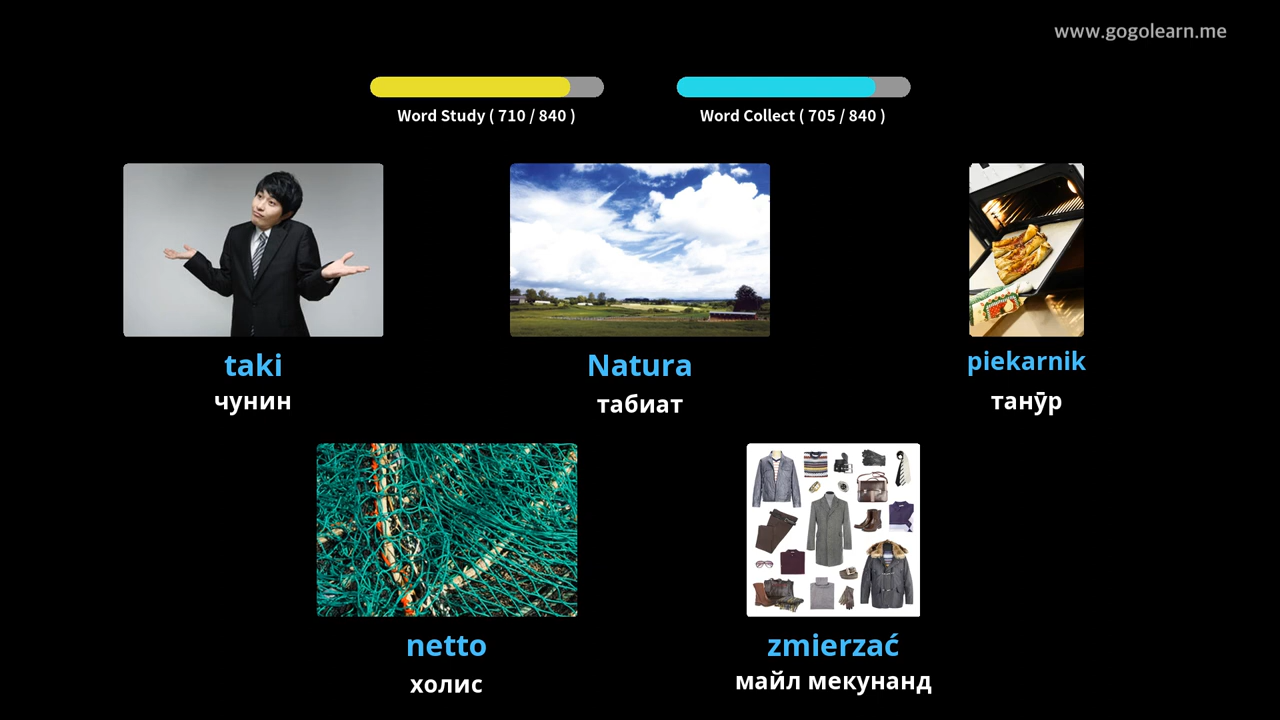 www.gogolearn.me
Word Study ( 710 / 840 )
Word Collect ( 705 / 840 )
taki
чунин
Natura
табиат
piekarnik
танӯр
netto
холис
zmierzać
майл мекунанд